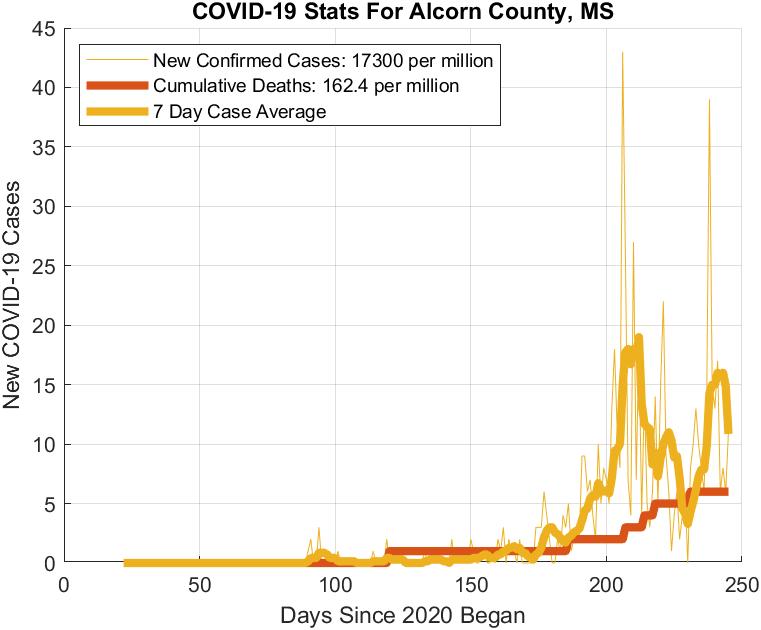 COVID-19 Stats For Alcorn County, MS
45
40
35
30
25
20
15
10
5
0
New COVID-19 Cases
New Confirmed Cases: 17300 per million
Cumulative Deaths: 162.4 per million
7 Day Case Average
0
50
100
150
200
250
Days Since 2020 Began